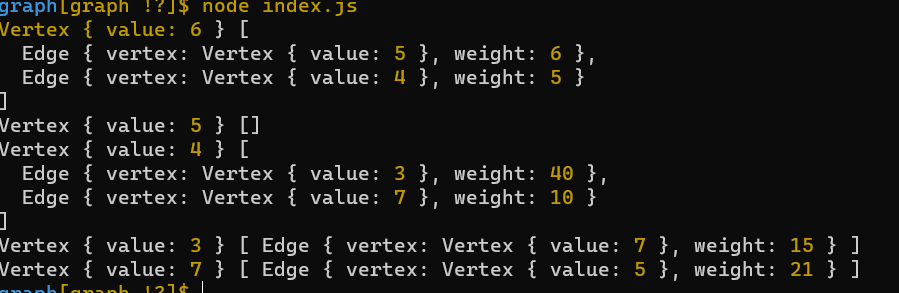 graph[graph !?]$ node index.js
Vertex { value: 6 } [
  Edge { vertex: Vertex { value: 5 }, weight: 6 },
  Edge { vertex: Vertex { value: 4 }, weight: 5 }
]
Vertex { value: 5 } []
Vertex { value: 4 } [
  Edge { vertex: Vertex { value: 3 }, weight: 40 },
  Edge { vertex: Vertex { value: 7 }, weight: 10 }
]
Vertex { value: 3 } [ Edge { vertex: Vertex { value: 7 }, weight: 15 } ]
Vertex { value: 7 } [ Edge { vertex: Vertex { value: 5 }, weight: 21 } ]
graph[graph !?]$